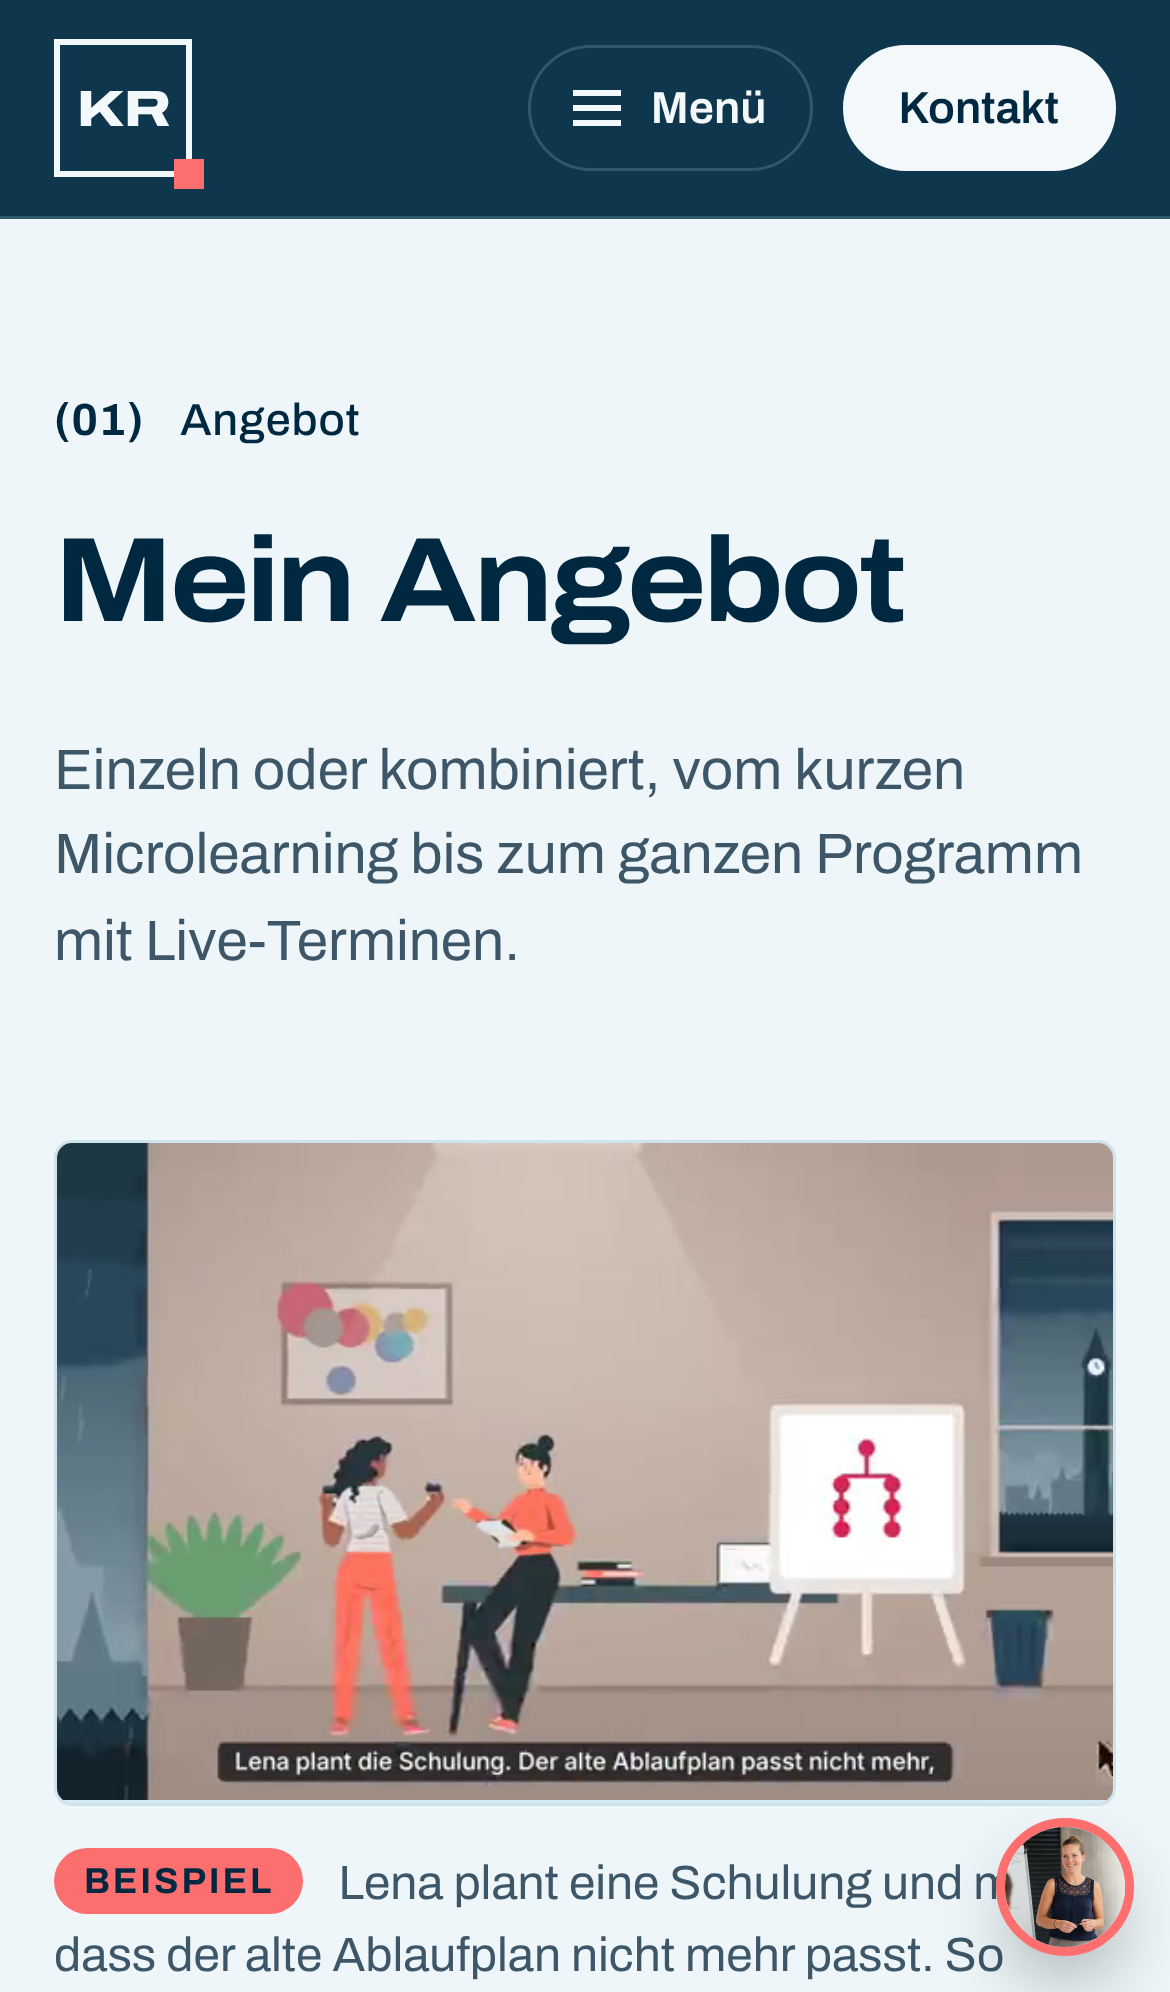 KR
Menü
Kontakt
(01) Angebot
Mein Angebot
Einzeln oder kombiniert, vom kurzen
Microlearning bis zum ganzen Programm
mit Live-Terminen.
Lena plant die Schulung. Der alte Ablaufplan passt nicht mehr,
BEISPIEL Lena plant eine Schulung und
dass der alte Ablaufplan nicht mehr passt. So